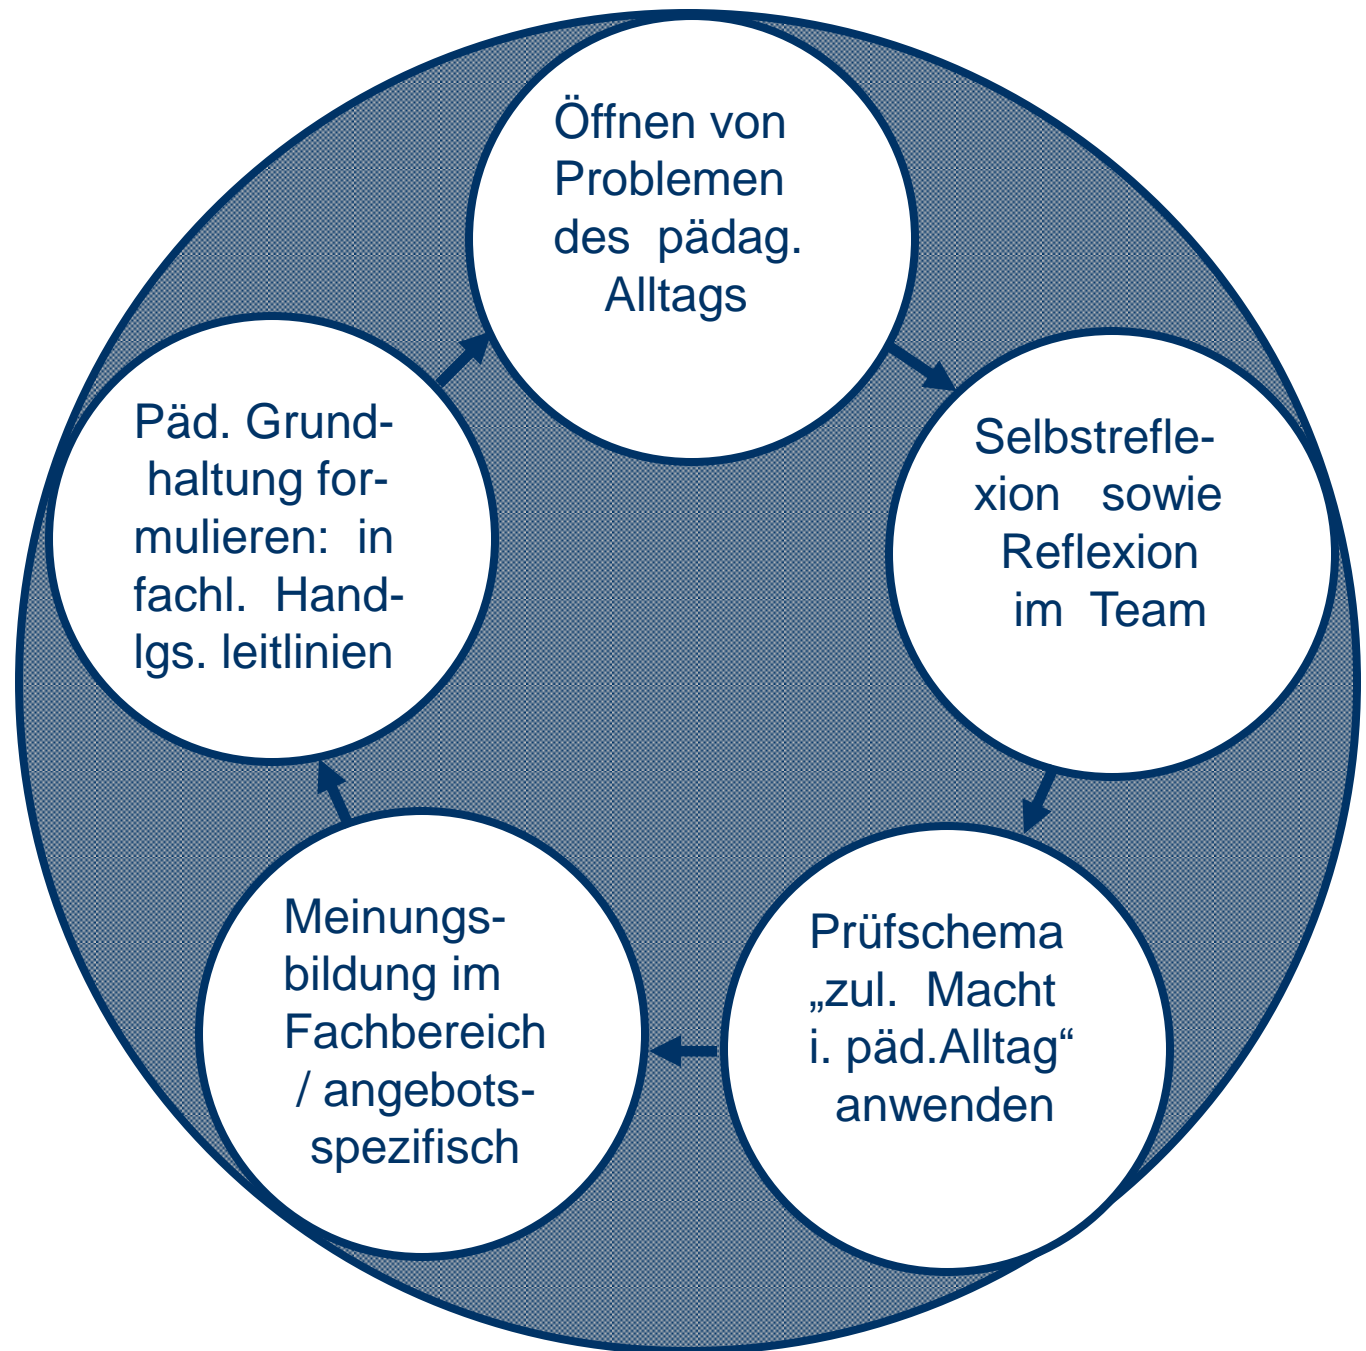 Öffnen von
Problemen
des pädag.
Alltags
Selbstrefle-
xion sowie
Reflexion
im Team
Prüfschema
„zul. Macht
i. päd.Alltag“
anwenden
Meinungs-
bildung im
Fachbereich
/ angebots-
spezifisch
Päd. Grund-
haltung for-
mulieren: in
fachl. Hand-
lgs. leitlinien